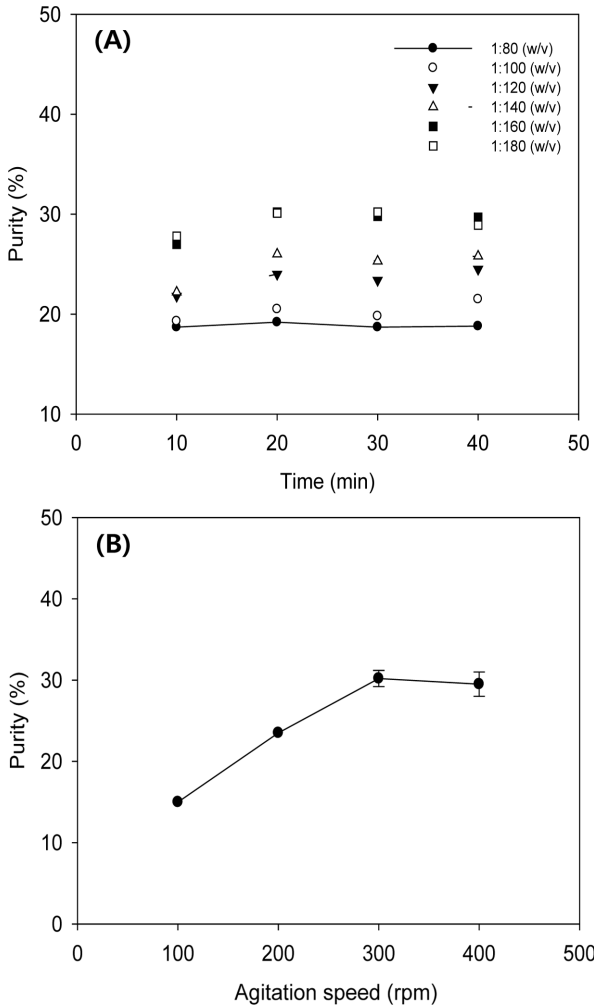 (A)
1:80 (w/v)
1:100 (w/v)
1:120 (w/v)
1:140 (w/v)
1:160 (w/v)
1:180 (w/v)
50
40
30
20
10
Purity (%)
0 10 20 30 40 50
Time (min)
(B)
50
40
30
20
10
0
Purity (%)
0 100 200 300 400 500
Agitation speed (rpm)